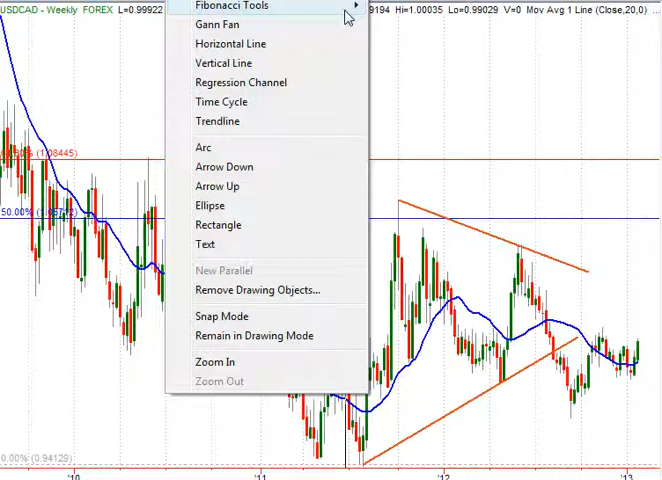 USDCAD - Weekly FOREX L=0.99922
9194 Hi=1.00035 Lo=0.99029 V=0 Mov Avg 1 Line (Close,20,0)
Fibonacci Tools
Gann Fan
Horizontal Line
Vertical Line
Regression Channel
Time Cycle
Trendline
Arc
Arrow Down
Arrow Up
Ellipse
Rectangle
Text
New Parallel
Remove Drawing Objects...
Snap Mode
Remain in Drawing Mode
Zoom In
Zoom Out
(1.08445)
50.00%
0.00% (0.94129)
'10 '11 '12 '13